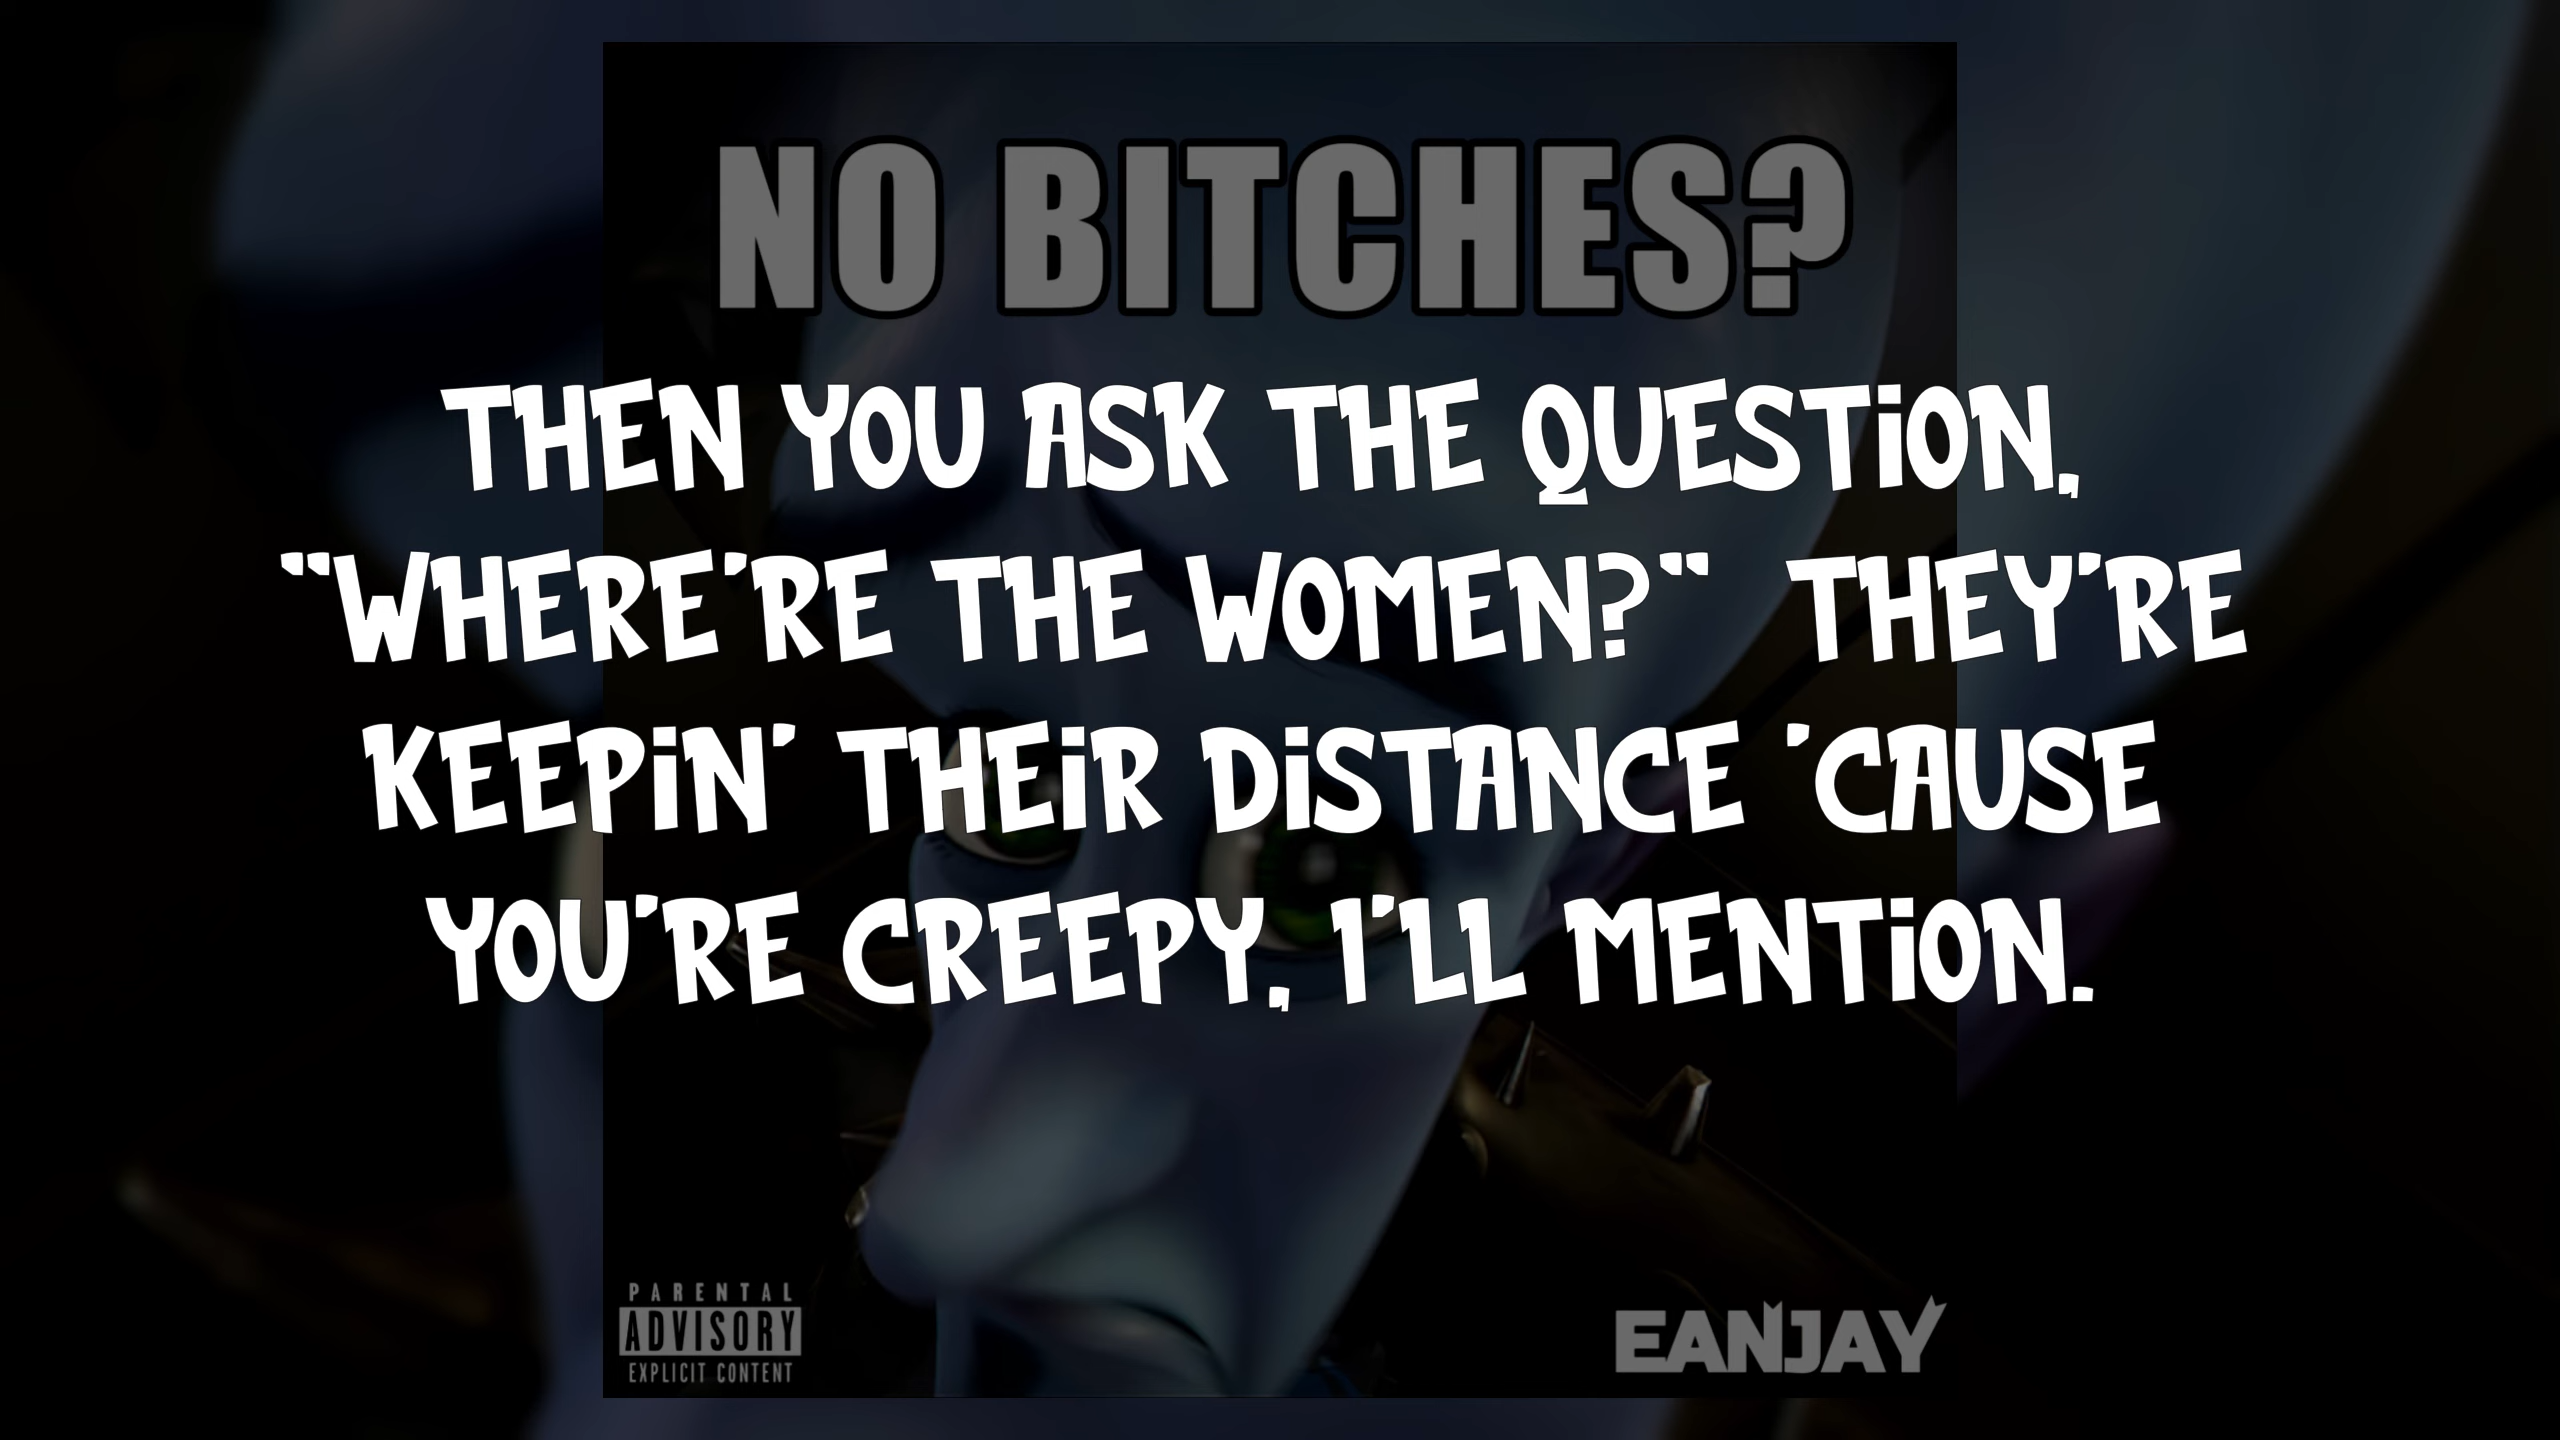 NO BITCHES?
THEN YOU ASK THE QUESTiON,
"WHERE'RE THE WOMEN?" THEY'RE
KEEPiN' THEiR DiSTANCE 'CAUSE
YOU'RE CREEPY, I'LL MENTiON.
PARENTAL
ADVISORY
EXPLICIT CONTENT
EANJAY